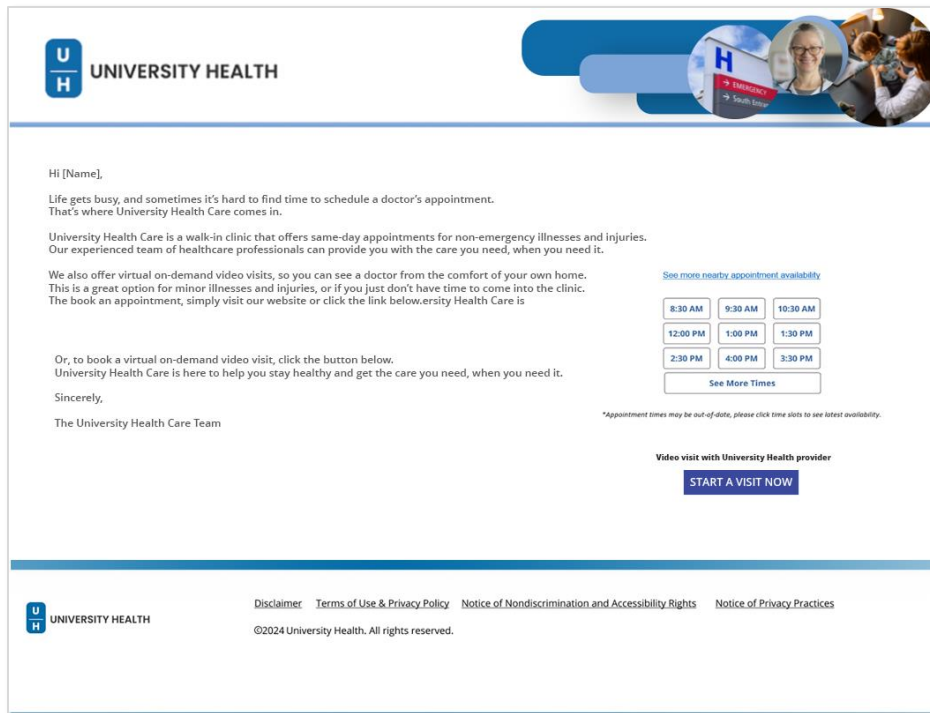 U
H
UNIVERSITY HEALTH
H
→ EMERGENCY
→ South
Hi [Name],
Life gets busy, and sometimes it's hard to find time to schedule a doctor's appointment.
That's where University Health Care comes in.
University Health Care is a walk-in clinic that offers same-day appointments for non-emergency illnesses and injuries.
Our experienced team of healthcare professionals can provide you with the care you need, when you need it.
We also offer virtual on-demand video visits, so you can see a doctor from the comfort of your own home.
This is a great option for minor illnesses and injuries, or if you just don't have time to come into the clinic.
The book an appointment, simply visit our website or click the link below.ersity Health Care is
Or, to book a virtual on-demand video visit, click the button below.
University Health Care is here to help you stay healthy and get the care you need, when you need it.
Sincerely,
The University Health Care Team
See more nearby appointment availability
8:30 AM 9:30 AM 10:30 AM
12:00 PM 1:00 PM 1:30 PM
2:30 PM 4:00 PM 3:30 PM
See More Times
*Appointment times may be out-of-date, please click time slots to see latest availability.
Video visit with University Health provider
START A VISIT NOW
U
H
UNIVERSITY HEALTH
Disclaimer Terms of Use & Privacy Policy Notice of Nondiscrimination and Accessibility Rights Notice of Privacy Practices
©2024 University Health. All rights reserved.